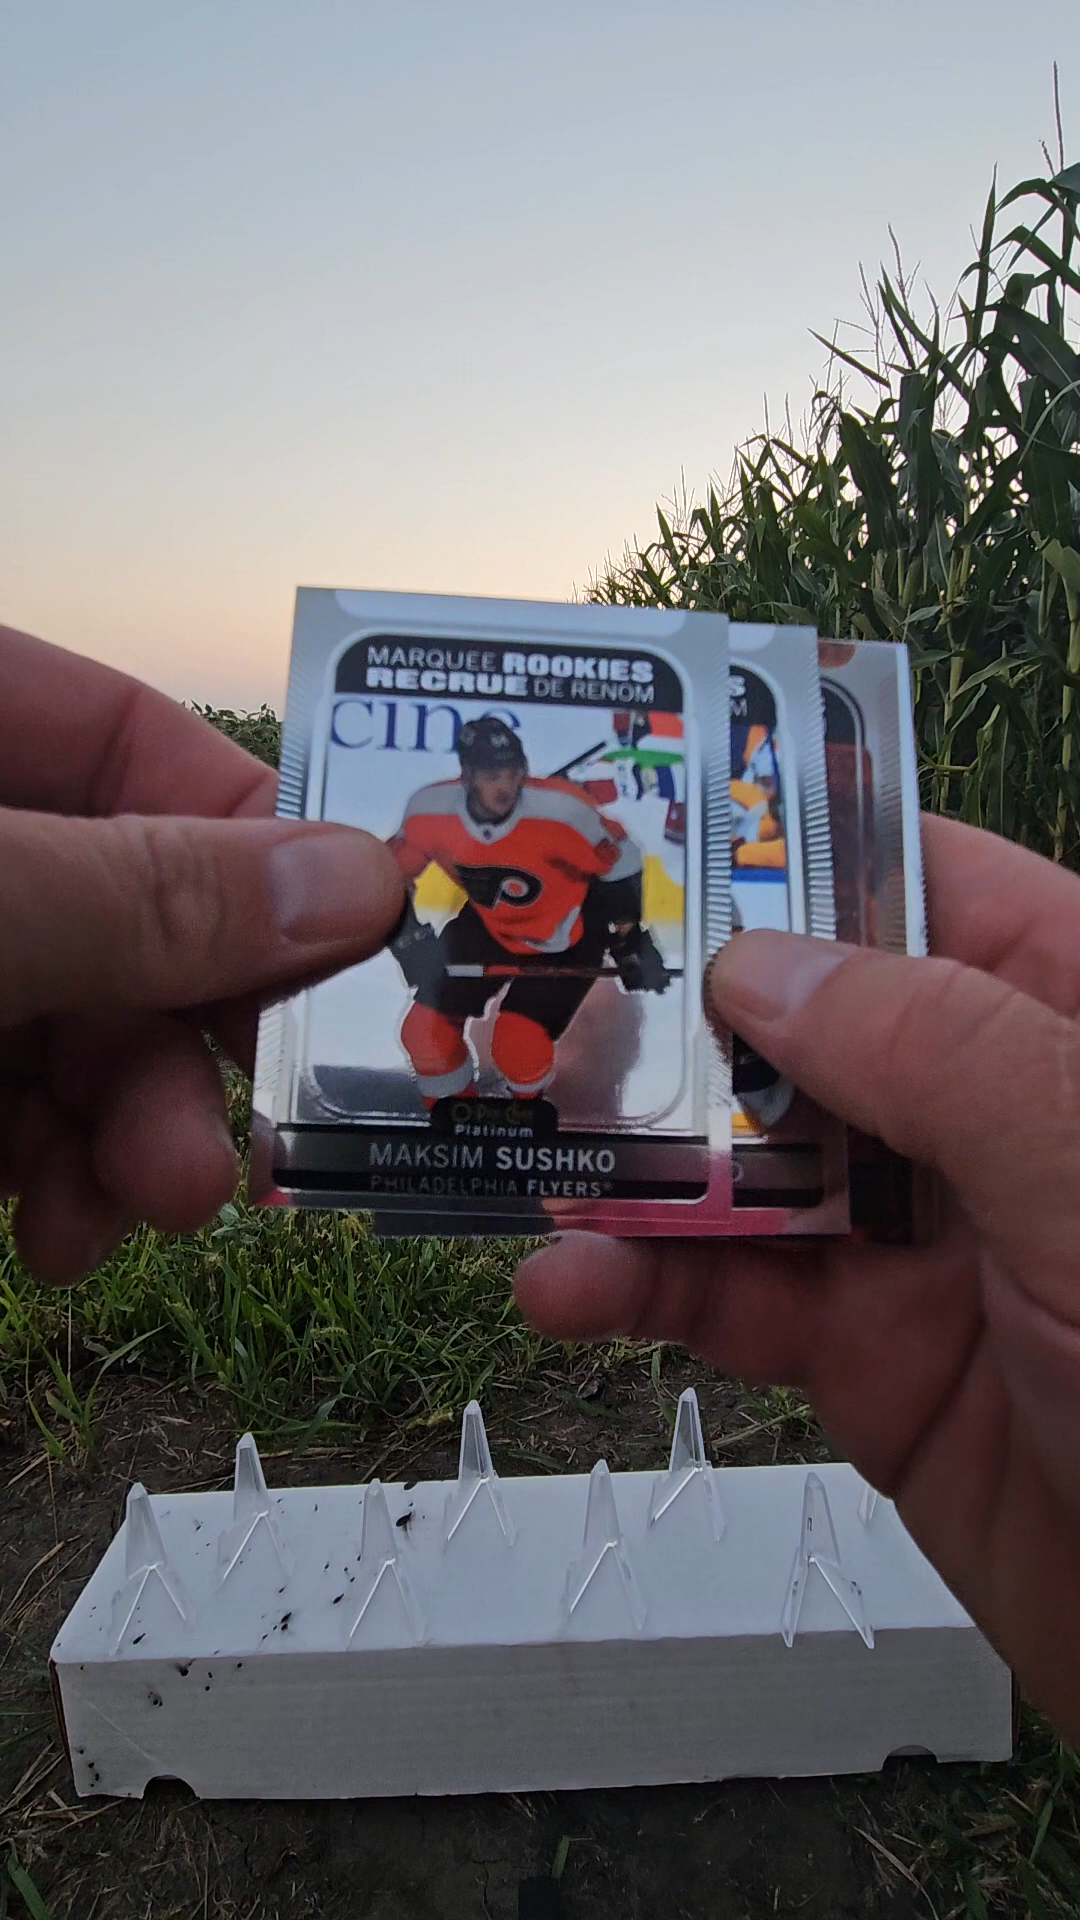 MARQUEE ROOKIES
RECRUE DE RENOM
cine
S
M
O-Pee-Chee
Platinum
MAKSIM SUSHKO
PHILADELPHIA FLYERS®